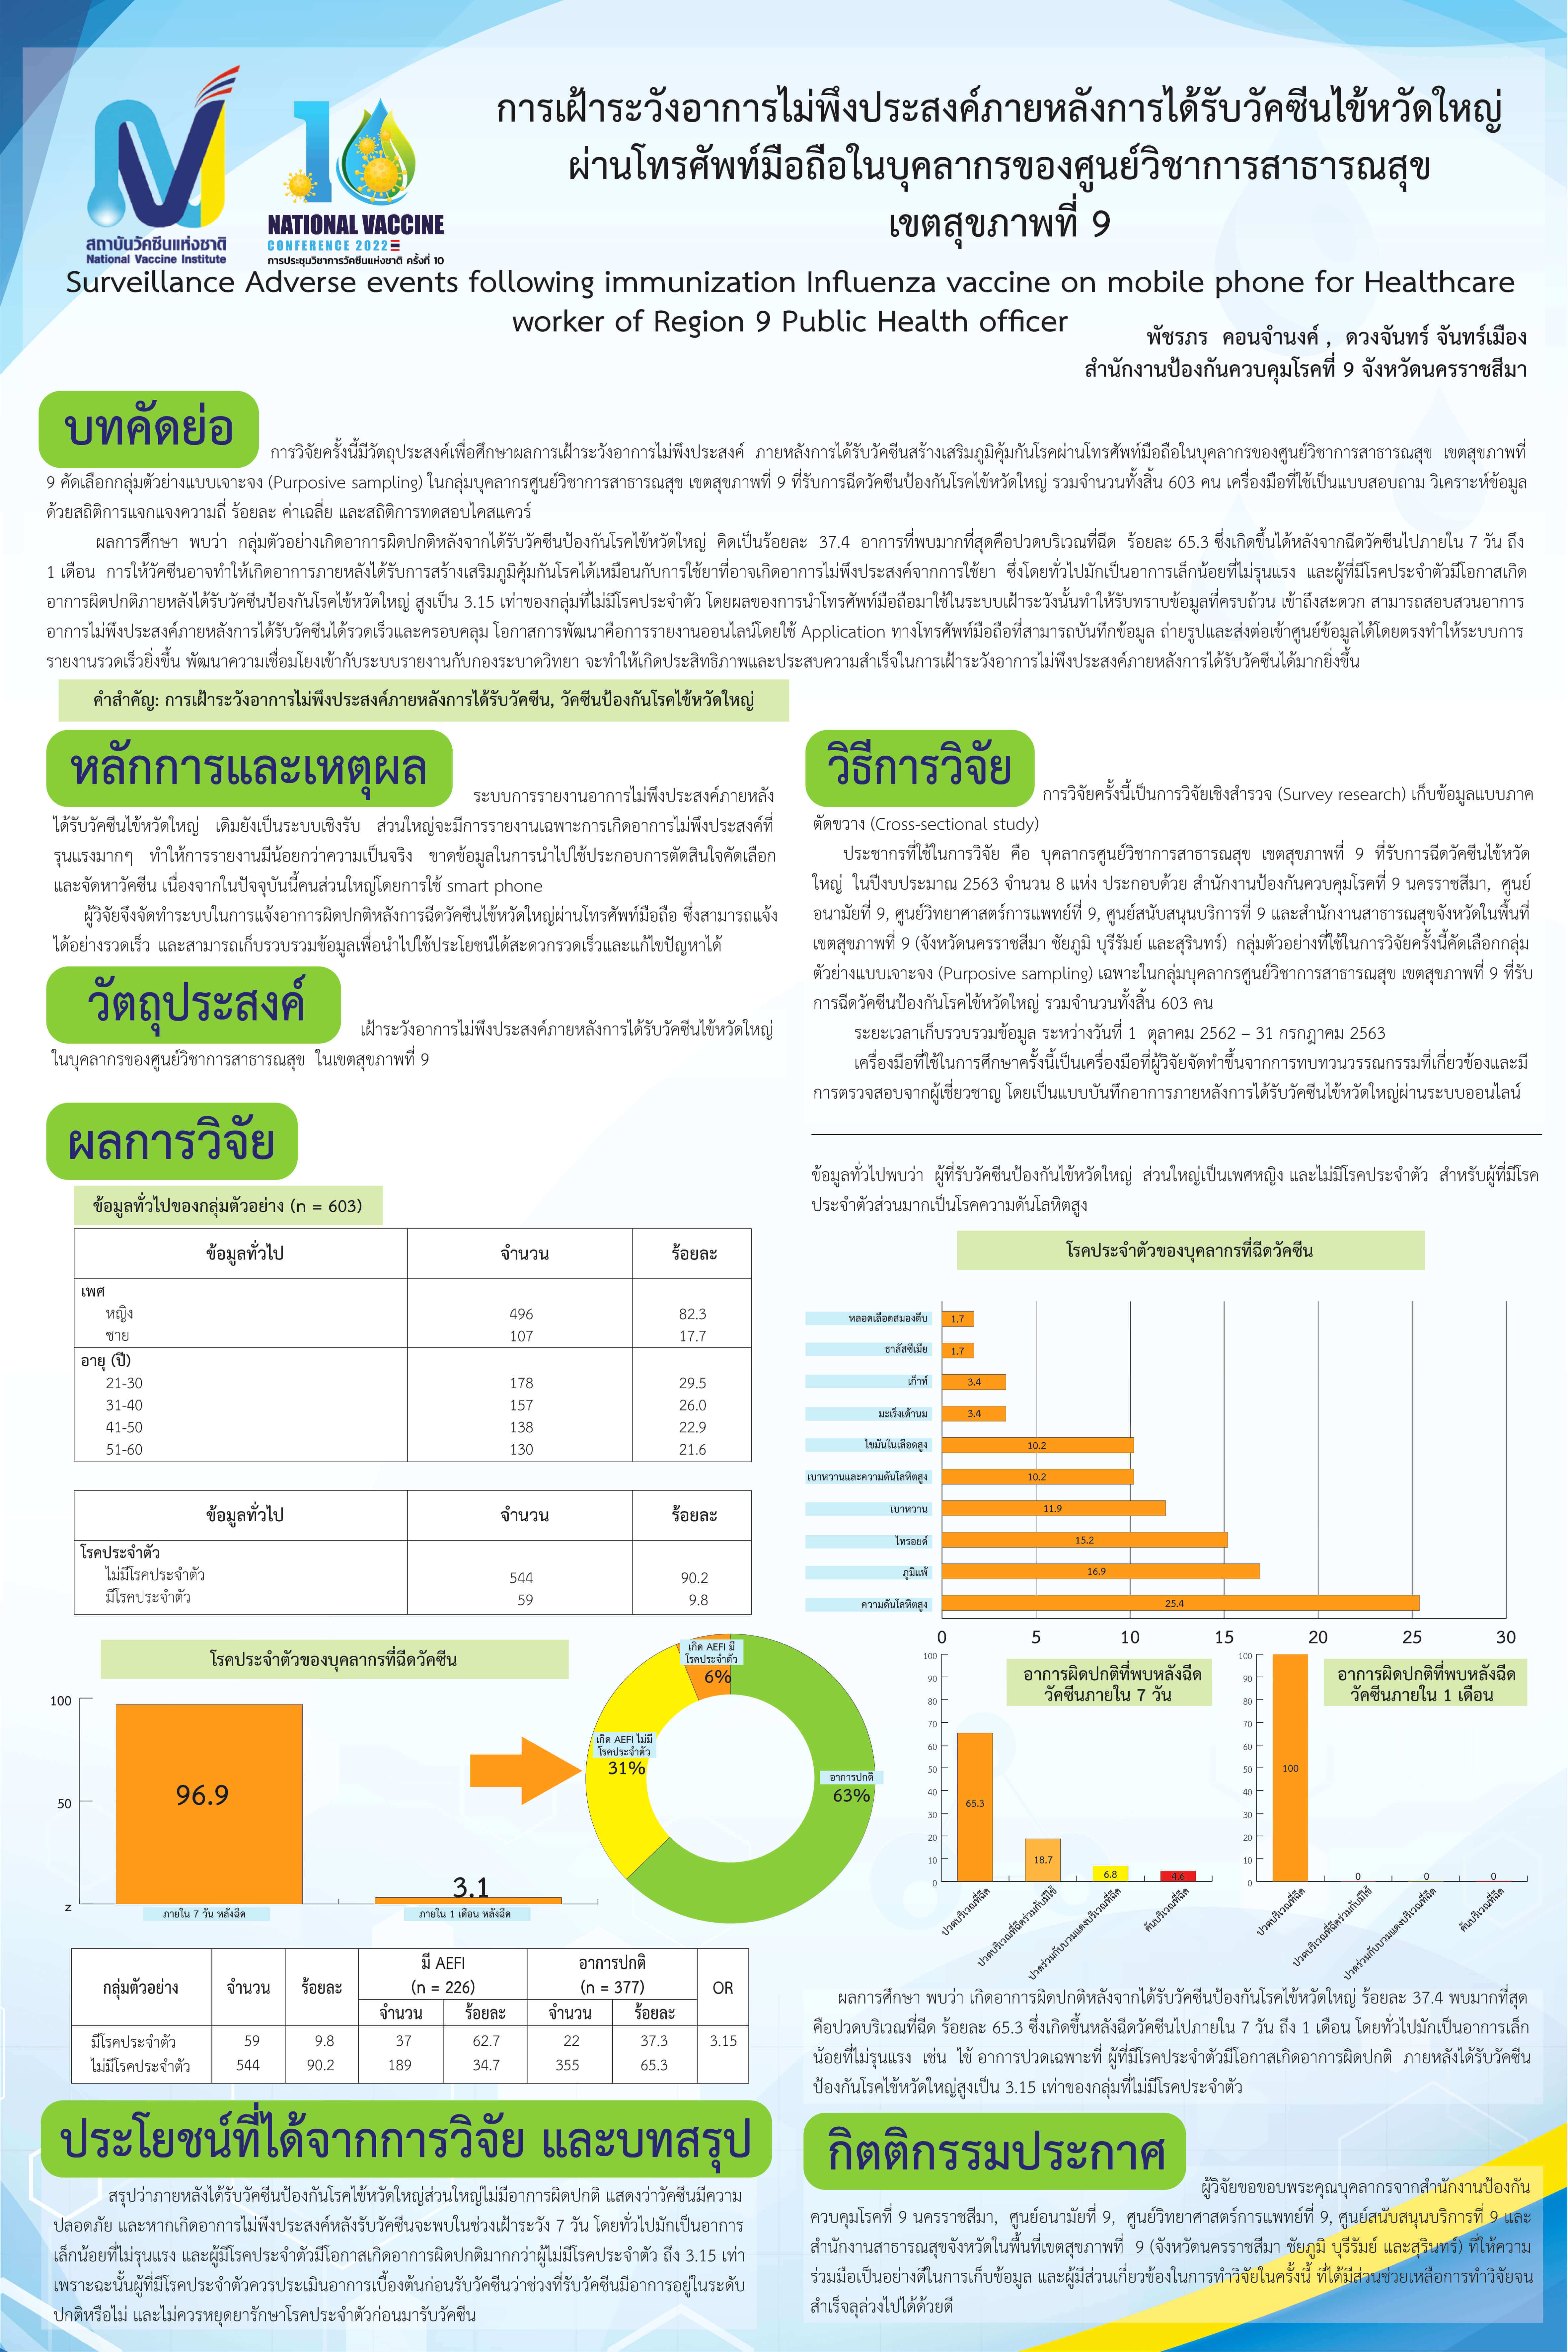 สถาบันวัคซีนแห่งชาติ
National Vaccine Institute
10
NATIONAL VACCINE
CONFERENCE 2022
การประชุมวิชาการวัคซีนแห่งชาติ ครั้งที่ 10
การเฝ้าระวังอาการไม่พึงประสงค์ภายหลังการได้รับวัคซีนไข้หวัดใหญ่
ผ่านโทรศัพท์มือถือในบุคลากรของศูนย์วิชาการสาธารณสุข
เขตสุขภาพที่ 9
Surveillance Adverse events following immunization Influenza vaccine on mobile phone for Healthcare
worker of Region 9 Public Health officer
พัชรภร คอนจำนงค์ , ดวงจันทร์ จันทร์เมือง
สำนักงานป้องกันควบคุมโรคที่ 9 จังหวัดนครราชสีมา
บทคัดย่อ
การวิจัยครั้งนี้มีวัตถุประสงค์เพื่อศึกษาผลการเฝ้าระวังอาการไม่พึงประสงค์ ภายหลังการได้รับวัคซีนสร้างเสริมภูมิคุ้มกันโรคผ่านโทรศัพท์มือถือในบุคลากรของศูนย์วิชาการสาธารณสุข เขตสุขภาพที่
9 คัดเลือกกลุ่มตัวอย่างแบบเจาะจง (Purposive sampling) ในกลุ่มบุคลากรศูนย์วิชาการสาธารณสุข เขตสุขภาพที่ 9 ที่รับการฉีดวัคซีนป้องกันโรคไข้หวัดใหญ่ รวมจำนวนทั้งสิ้น 603 คน เครื่องมือที่ใช้เป็นแบบสอบถาม วิเคราะห์ข้อมูล
ด้วยสถิติการแจกแจงความถี่ ร้อยละ ค่าเฉลี่ย และสถิติการทดสอบไคสแควร์
ผลการศึกษา พบว่า กลุ่มตัวอย่างเกิดอาการผิดปกติหลังจากได้รับวัคซีนป้องกันโรคไข้หวัดใหญ่ คิดเป็นร้อยละ 37.4 อาการที่พบมากที่สุดคือปวดบริเวณที่ฉีด ร้อยละ 65.3 ซึ่งเกิดขึ้นได้หลังจากฉีดวัคซีนไปภายใน 7 วัน ถึง
1 เดือน การให้วัคซีนอาจทำให้เกิดอาการภายหลังได้รับการสร้างเสริมภูมิคุ้มกันโรคได้เหมือนกับการใช้ยาที่อาจเกิดอาการไม่พึงประสงค์จากการใช้ยา ซึ่งโดยทั่วไปมักเป็นอาการเล็กน้อยที่ไม่รุนแรง และผู้ที่มีโรคประจำตัวมีโอกาสเกิด
อาการผิดปกติภายหลังได้รับวัคซีนป้องกันโรคไข้หวัดใหญ่ สูงเป็น 3.15 เท่าของกลุ่มที่ไม่มีโรคประจำตัว โดยผลของการนำโทรศัพท์มือถือมาใช้ในระบบเฝ้าระวังนั้นทำให้รับทราบข้อมูลที่ครบถ้วน เข้าถึงสะดวก สามารถสอบสวนอาการ
อาการไม่พึงประสงค์ภายหลังการได้รับวัคซีนได้รวดเร็วและครอบคลุม โอกาสการพัฒนาคือการรายงานออนไลน์โดยใช้ Application ทางโทรศัพท์มือถือที่สามารถบันทึกข้อมูล ถ่ายรูปและส่งต่อเข้าศูนย์ข้อมูลได้โดยตรงทำให้ระบบการ
รายงานรวดเร็วยิ่งขึ้น พัฒนาความเชื่อมโยงเข้ากับระบบรายงานกับกองระบาดวิทยา จะทำให้เกิดประสิทธิภาพและประสบความสำเร็จในการเฝ้าระวังอาการไม่พึงประสงค์ภายหลังการได้รับวัคซีนได้มากยิ่งขึ้น
คำสำคัญ: การเฝ้าระวังอาการไม่พึงประสงค์ภายหลังการได้รับวัคซีน, วัคซีนป้องกันโรคไข้หวัดใหญ่
หลักการและเหตุผล
ระบบการรายงานอาการไม่พึงประสงค์ภายหลัง
ได้รับวัคซีนไข้หวัดใหญ่ เดิมยังเป็นระบบเชิงรับ ส่วนใหญ่จะมีการรายงานเฉพาะการเกิดอาการไม่พึงประสงค์ที่
รุนแรงมากๆ ทำให้การรายงานมีน้อยกว่าความเป็นจริง ขาดข้อมูลในการนำไปใช้ประกอบการตัดสินใจคัดเลือก
และจัดหาวัคซีน เนื่องจากในปัจจุบันนี้คนส่วนใหญ่โดยการใช้ smart phone
ผู้วิจัยจึงจัดทำระบบในการแจ้งอาการผิดปกติหลังการฉีดวัคซีนไข้หวัดใหญ่ผ่านโทรศัพท์มือถือ ซึ่งสามารถแจ้ง
ได้อย่างรวดเร็ว และสามารถเก็บรวบรวมข้อมูลเพื่อนำไปใช้ประโยชน์ได้สะดวกรวดเร็วและแก้ไขปัญหาได้
วัตถุประสงค์
เฝ้าระวังอาการไม่พึงประสงค์ภายหลังการได้รับวัคซีนไข้หวัดใหญ่
ในบุคลากรของศูนย์วิชาการสาธารณสุข ในเขตสุขภาพที่ 9
วิธีการวิจัย
การวิจัยครั้งนี้เป็นการวิจัยเชิงสำรวจ (Survey research) เก็บข้อมูลแบบภาค
ตัดขวาง (Cross-sectional study)
ประชากรที่ใช้ในการวิจัย คือ บุคลากรศูนย์วิชาการสาธารณสุข เขตสุขภาพที่ 9 ที่รับการฉีดวัคซีนไข้หวัด
ใหญ่ ในปีงบประมาณ 2563 จำนวน 8 แห่ง ประกอบด้วย สำนักงานป้องกันควบคุมโรคที่ 9 นครราชสีมา, ศูนย์
อนามัยที่ 9, ศูนย์วิทยาศาสตร์การแพทย์ที่ 9, ศูนย์สนับสนุนบริการที่ 9 และสำนักงานสาธารณสุขจังหวัดในพื้นที่
เขตสุขภาพที่ 9 (จังหวัดนครราชสีมา ชัยภูมิ บุรีรัมย์ และสุรินทร์) กลุ่มตัวอย่างที่ใช้ในการวิจัยครั้งนี้คัดเลือกกลุ่ม
ตัวอย่างแบบเจาะจง (Purposive sampling) เฉพาะในกลุ่มบุคลากรศูนย์วิชาการสาธารณสุข เขตสุขภาพที่ 9 ที่รับ
การฉีดวัคซีนป้องกันโรคไข้หวัดใหญ่ รวมจำนวนทั้งสิ้น 603 คน
ระยะเวลาเก็บรวบรวมข้อมูล ระหว่างวันที่ 1 ตุลาคม 2562 – 31 กรกฎาคม 2563
เครื่องมือที่ใช้ในการศึกษาครั้งนี้เป็นเครื่องมือที่ผู้วิจัยจัดทำขึ้นจากการทบทวนวรรณกรรมที่เกี่ยวข้องและมี
การตรวจสอบจากผู้เชี่ยวชาญ โดยเป็นแบบบันทึกอาการภายหลังการได้รับวัคซีนไข้หวัดใหญ่ผ่านระบบออนไลน์
ผลการวิจัย
ข้อมูลทั่วไปของกลุ่มตัวอย่าง (n = 603)
ข้อมูลทั่วไป จำนวน ร้อยละ
เพศ
หญิง 496 82.3
ชาย 107 17.7
อายุ (ปี)
21-30 178 29.5
31-40 157 26.0
41-50 138 22.9
51-60 130 21.6
ข้อมูลทั่วไป จำนวน ร้อยละ
โรคประจำตัว
ไม่มีโรคประจำตัว 544 90.2
มีโรคประจำตัว 59 9.8
ข้อมูลทั่วไปพบว่า ผู้ที่รับวัคซีนป้องกันไข้หวัดใหญ่ ส่วนใหญ่เป็นเพศหญิง และไม่มีโรคประจำตัว สำหรับผู้ที่มีโรค
ประจำตัวส่วนมากเป็นโรคความดันโลหิตสูง
โรคประจำตัวของบุคลากรที่ฉีดวัคซีน
หลอดเลือดสมองตีบ 1.7
ธาลัสซีเมีย 1.7
เก๊าท์ 3.4
มะเร็งเต้านม 3.4
ไขมันในเลือดสูง 10.2
เบาหวานและความดันโลหิตสูง 10.2
เบาหวาน 11.9
ไทรอยด์ 15.2
ภูมิแพ้ 16.9
ความดันโลหิตสูง 25.4
0 5 10 15 20 25 30
โรคประจำตัวของบุคลากรที่ฉีดวัคซีน
100
50
z
96.9
3.1
ภายใน 7 วัน หลังฉีด
ภายใน 1 เดือน หลังฉีด
เกิด AEFI มี
โรคประจำตัว
6%
เกิด AEFI ไม่มี
โรคประจำตัว
31%
อาการปกติ
63%
อาการผิดปกติที่พบหลังฉีด
วัคซีนภายใน 7 วัน
100
90
80
70
60
50
40
30
20
10
0
65.3
18.7
6.8
4.6
ปวดบริเวณที่ฉีด
ปวดบริเวณที่ฉีดร่วมกับมีไข้
ปวดร่วมกับบวมแดงบริเวณที่ฉีด
คันบริเวณที่ฉีด
อาการผิดปกติที่พบหลังฉีด
วัคซีนภายใน 1 เดือน
100
90
80
70
60
50
40
30
20
10
0
100
0
0
0
ปวดบริเวณที่ฉีด
ปวดบริเวณที่ฉีดร่วมกับมีไข้
ปวดร่วมกับบวมแดงบริเวณที่ฉีด
คันบริเวณที่ฉีด
กลุ่มตัวอย่าง จำนวน ร้อยละ มี AEFI (n = 226) อาการปกติ (n = 377) OR
จำนวน ร้อยละ จำนวน ร้อยละ
มีโรคประจำตัว 59 9.8 37 62.7 22 37.3 3.15
ไม่มีโรคประจำตัว 544 90.2 189 34.7 355 65.3
ผลการศึกษา พบว่า เกิดอาการผิดปกติหลังจากได้รับวัคซีนป้องกันโรคไข้หวัดใหญ่ ร้อยละ 37.4 พบมากที่สุด
คือปวดบริเวณที่ฉีด ร้อยละ 65.3 ซึ่งเกิดขึ้นหลังฉีดวัคซีนไปภายใน 7 วัน ถึง 1 เดือน โดยทั่วไปมักเป็นอาการเล็ก
น้อยที่ไม่รุนแรง เช่น ไข้ อาการปวดเฉพาะที่ ผู้ที่มีโรคประจำตัวมีโอกาสเกิดอาการผิดปกติ ภายหลังได้รับวัคซีน
ป้องกันโรคไข้หวัดใหญ่สูงเป็น 3.15 เท่าของกลุ่มที่ไม่มีโรคประจำตัว
ประโยชน์ที่ได้จากการวิจัย และบทสรุป
สรุปว่าภายหลังได้รับวัคซีนป้องกันโรคไข้หวัดใหญ่ส่วนใหญ่ไม่มีอาการผิดปกติ แสดงว่าวัคซีนมีความ
ปลอดภัย และหากเกิดอาการไม่พึงประสงค์หลังรับวัคซีนจะพบในช่วงเฝ้าระวัง 7 วัน โดยทั่วไปมักเป็นอาการ
เล็กน้อยที่ไม่รุนแรง และผู้มีโรคประจำตัวมีโอกาสเกิดอาการผิดปกติมากกว่าผู้ไม่มีโรคประจำตัว ถึง 3.15 เท่า
เพราะฉะนั้นผู้ที่มีโรคประจำตัวควรประเมินอาการเบื้องต้นก่อนรับวัคซีนว่าช่วงที่รับวัคซีนมีอาการอยู่ในระดับ
ปกติหรือไม่ และไม่ควรหยุดยารักษาโรคประจำตัวก่อนมารับวัคซีน
กิตติกรรมประกาศ
ผู้วิจัยขอขอบพระคุณบุคลากรจากสำนักงานป้องกัน
ควบคุมโรคที่ 9 นครราชสีมา, ศูนย์อนามัยที่ 9, ศูนย์วิทยาศาสตร์การแพทย์ที่ 9, ศูนย์สนับสนุนบริการที่ 9 และ
สำนักงานสาธารณสุขจังหวัดในพื้นที่เขตสุขภาพที่ 9 (จังหวัดนครราชสีมา ชัยภูมิ บุรีรัมย์ และสุรินทร์) ที่ให้ความ
ร่วมมือเป็นอย่างดีในการเก็บข้อมูล และผู้มีส่วนเกี่ยวข้องในการทำวิจัยในครั้งนี้ ที่ได้มีส่วนช่วยเหลือการทำวิจัยจน
สำเร็จลุล่วงไปได้ด้วยดี